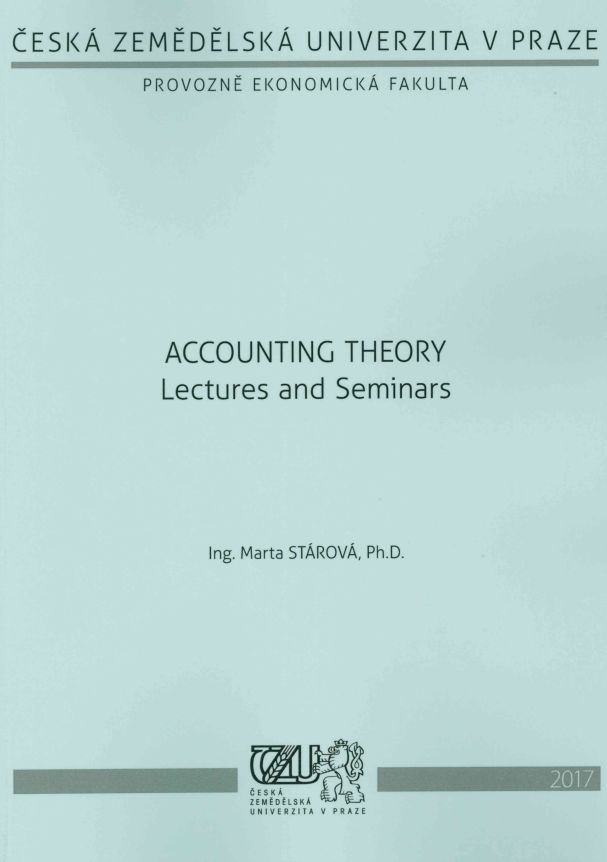 ČESKÁ ZEMĚDĚLSKÁ UNIVERZITA V PRAZE
PROVOZNĚ EKONOMICKÁ FAKULTA
ACCOUNTING THEORY
Lectures and Seminars
Ing. Marta STÁROVÁ, Ph.D.
ČZU
ČESKÁ
ZEMĚDĚLSKÁ
UNIVERZITA V PRAZE
2017